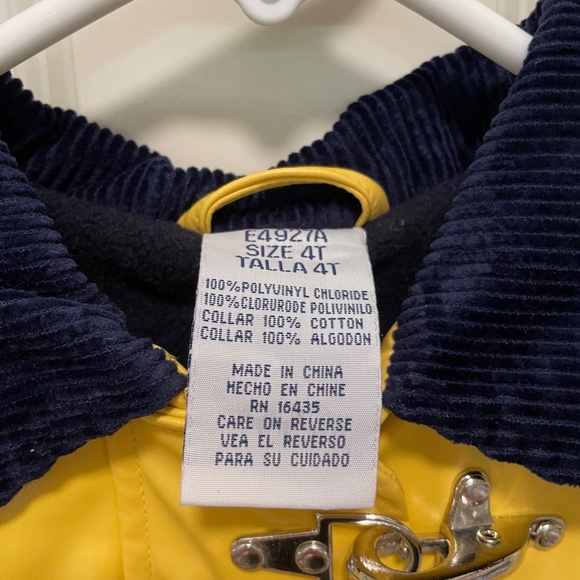 E4927A
SIZE 4T
TALLA 4T
100%POLYVINYL CHLORIDE
100%CLORURODE POLIVINILO
COLLAR 100% COTTON
COLLAR 100% ALGODON
MADE IN CHINA
HECHO EN CHINE
RN 16435
CARE ON REVERSE
VEA EL REVERSO
PARA SU CUIDADO